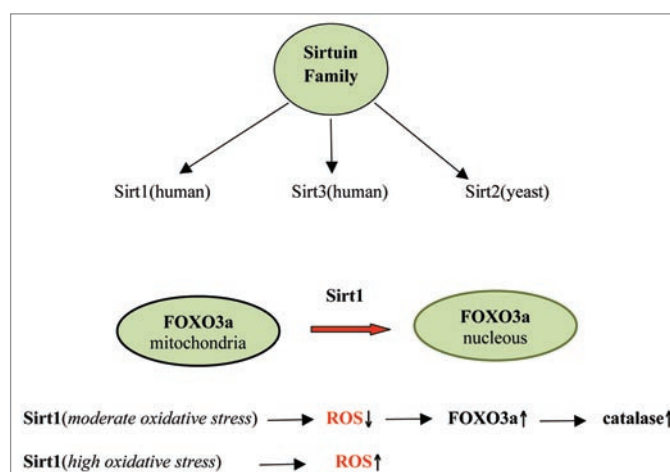 Sirtuin
Family
Sirt1(human) Sirt3(human) Sirt2(yeast)
Sirt1
FOXO3a
mitochondria
FOXO3a
nucleous
Sirt1(moderate oxidative stress) → ROS↓ → FOXO3a↑ → catalase↑
Sirt1(high oxidative stress) → ROS↑